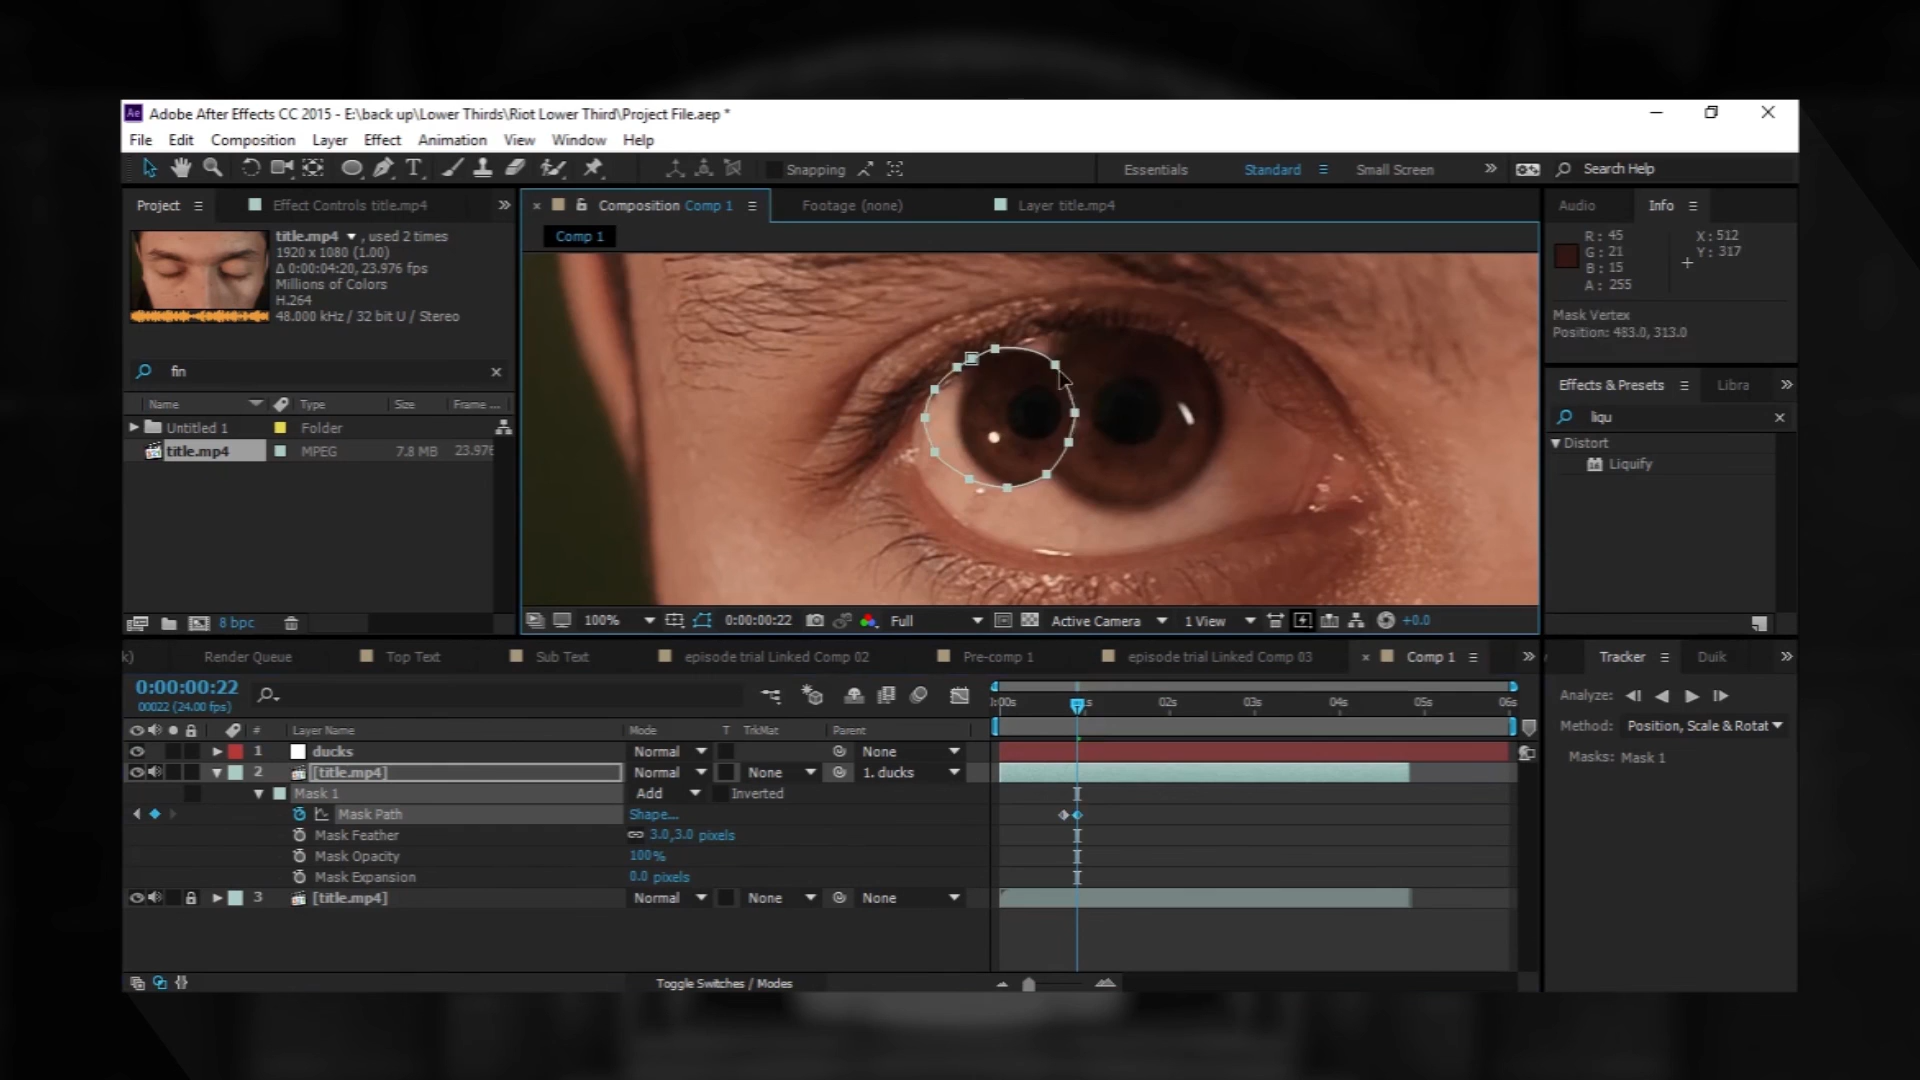 Ae Adobe After Effects CC 2015 - E:\back up\Lower Thirds\Riot Lower Third\Project File.aep *
File Edit Composition Layer Effect Animation View Window Help
Snapping Essentials Standard Small Screen Search Help
Project Effect Controls title.mp4
title.mp4 , used 2 times
1920 x 1080 (1.00)
Δ 0:00:04:20, 23.976 fps
Millions of Colors
H.264
48.000 kHz / 32 bit U / Stereo
fin
Name Type Size Frame ...
Untitled 1 Folder
title.mp4 MPEG 7.8 MB 23.976
8 bpc
Composition Comp 1 Footage (none) Layer title.mp4
Comp 1
100% 0:00:00:22 Full Active Camera 1 View +0.0
Audio Info
R: 45 X: 512
G: 21 Y: 317
B: 15
A: 255
Mask Vertex
Position: 483.0, 313.0
Effects & Presets Libra
liqu
Distort
Liquify
k) Render Queue Top Text Sub Text episode trial Linked Comp 02 Pre-comp 1 episode trial Linked Comp 03 Comp 1
0:00:00:22
00022 (24.00 fps)
02s 03s 04s 05s 06s
# Layer Name Mode T TrkMat Parent
1 ducks Normal None
2 [title.mp4] Normal None 1. ducks
Mask 1 Add Inverted
Mask Path Shape...
Mask Feather 3.0,3.0 pixels
Mask Opacity 100%
Mask Expansion 0.0 pixels
3 [title.mp4] Normal None None
Toggle Switches / Modes
Tracker Duik
Analyze:
Method: Position, Scale & Rotat
Masks: Mask 1